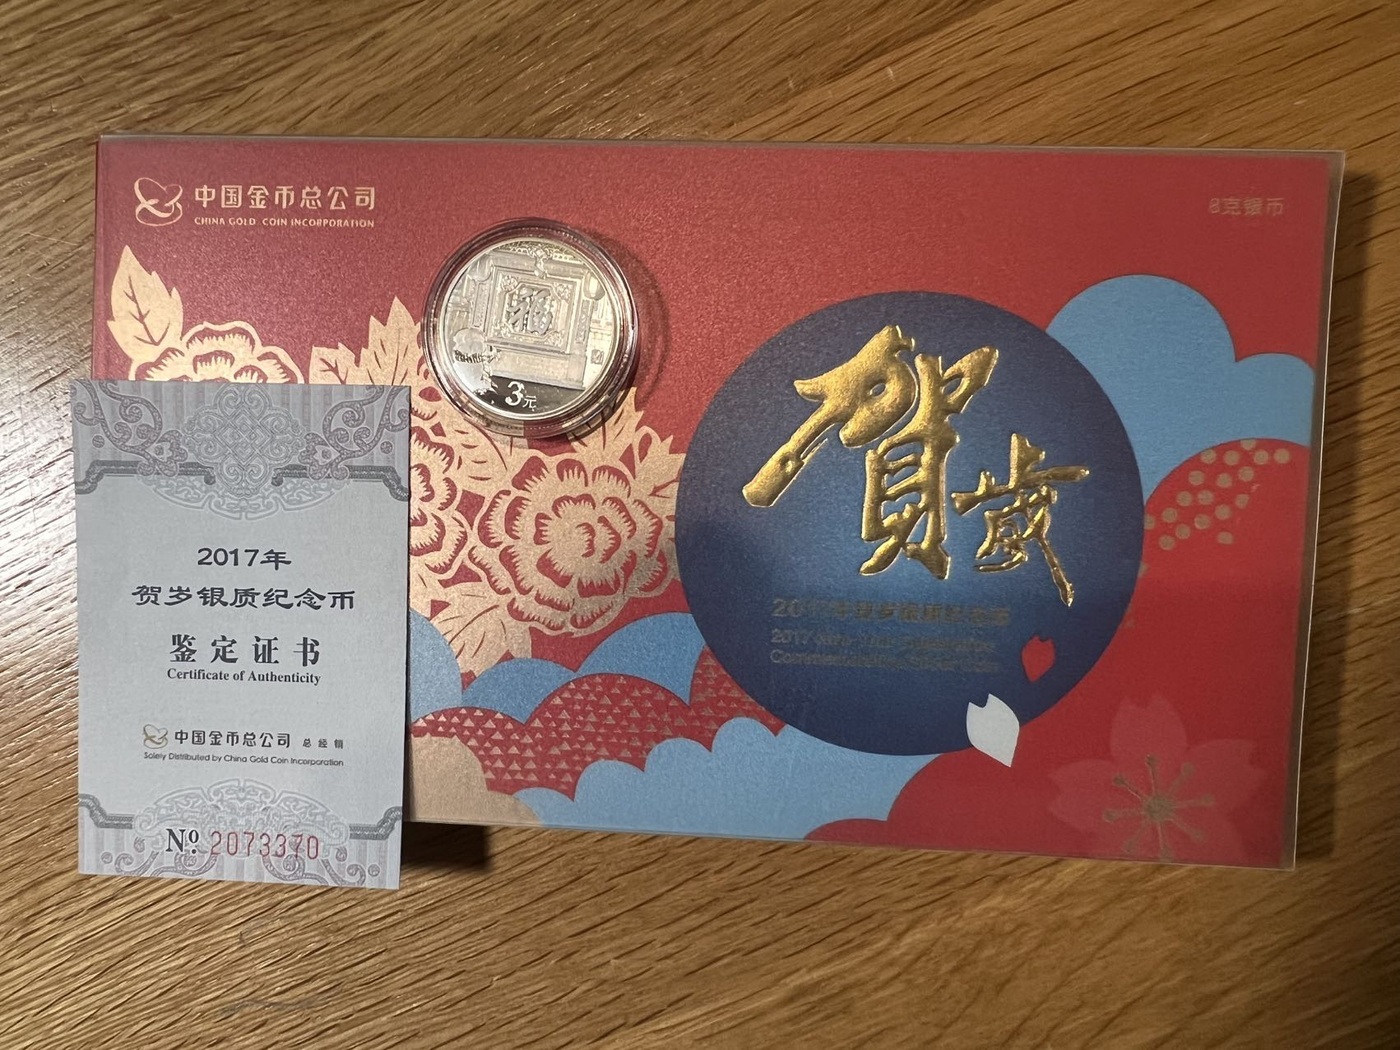 中国金币总公司
CHINA GOLD COIN INCORPORATION
8克银币
福
3元
賀歲
2017年贺岁银质纪念币
2017
2017年
贺岁银质纪念币
鉴定证书
Certificate of Authenticity
中国金币总公司 总经销
Solely Distributed by China Gold Coin Incorporation
No. 2073370